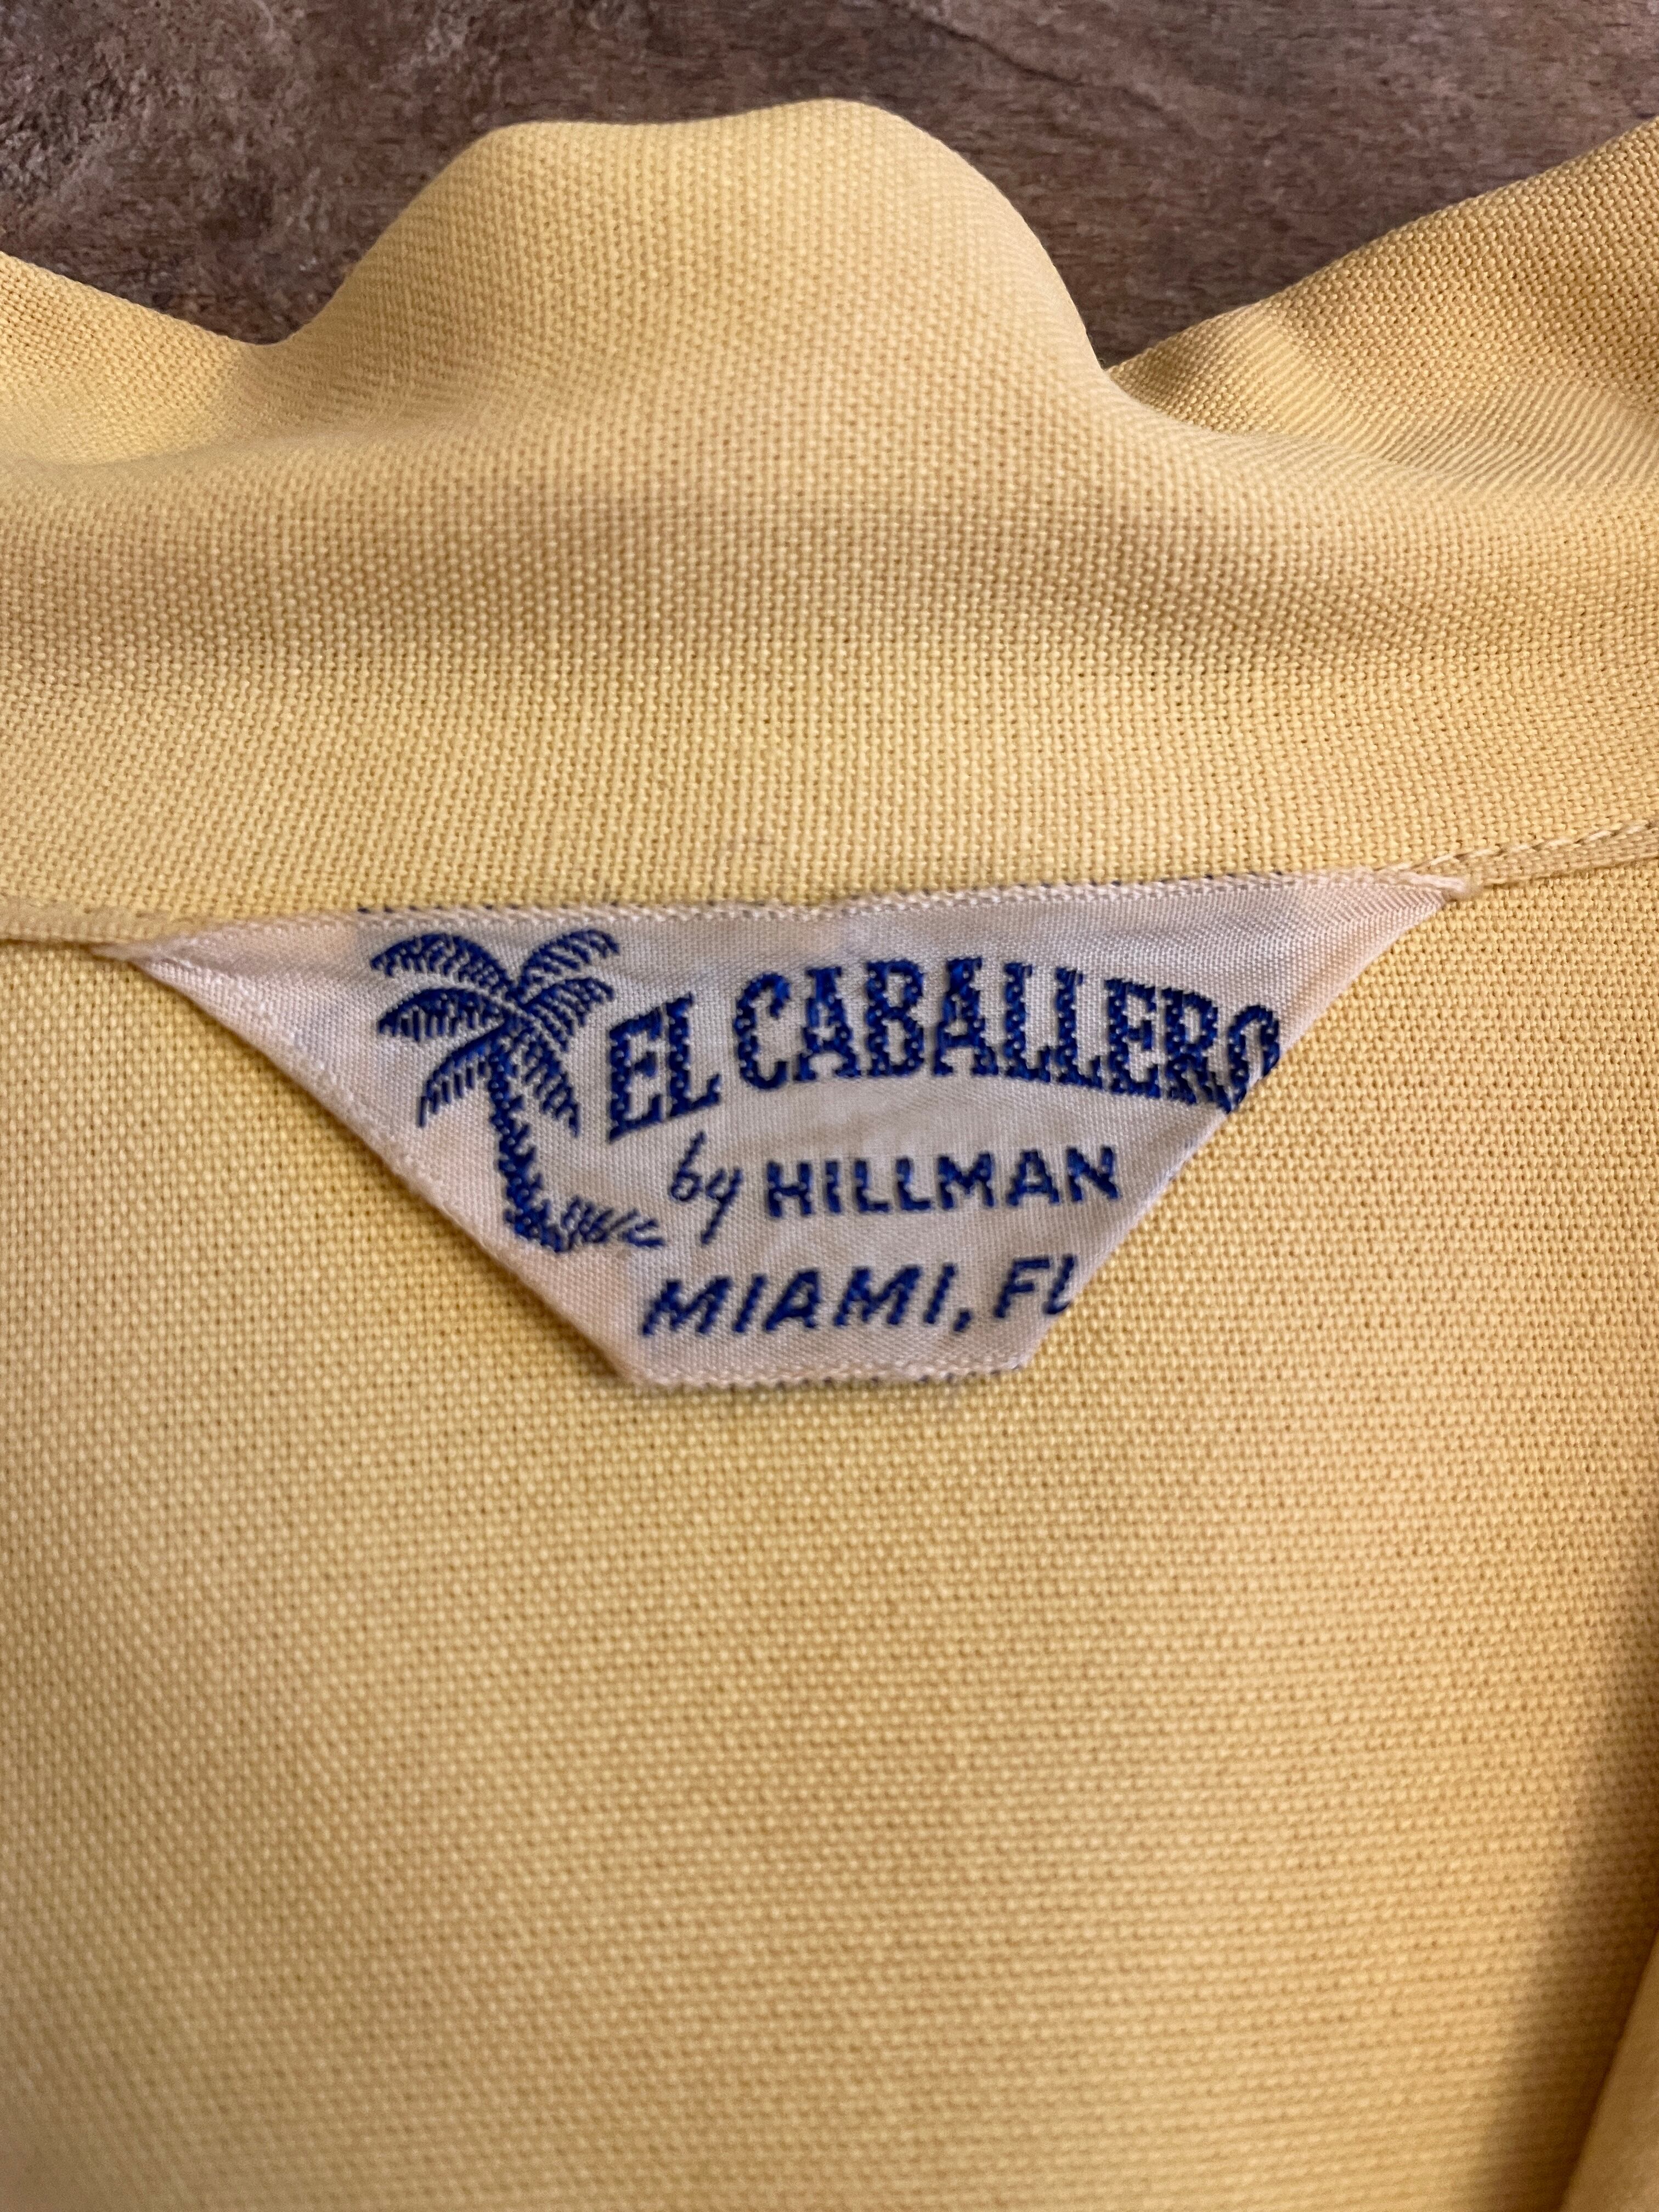 EL CABALLERO
by HILLMAN
MIAMI, FL